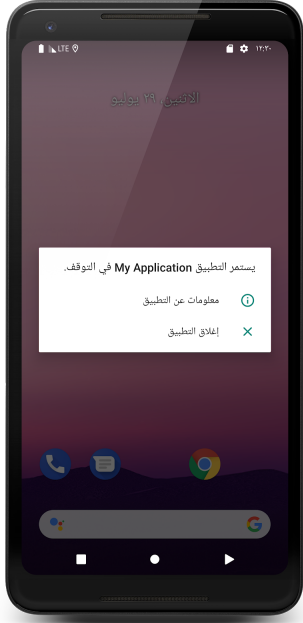 LTE ١٢:٣٠
الاثنين، ٢٩ يوليو
يستمر التطبيق My Application في التوقف.
معلومات عن التطبيق
إغلاق التطبيق